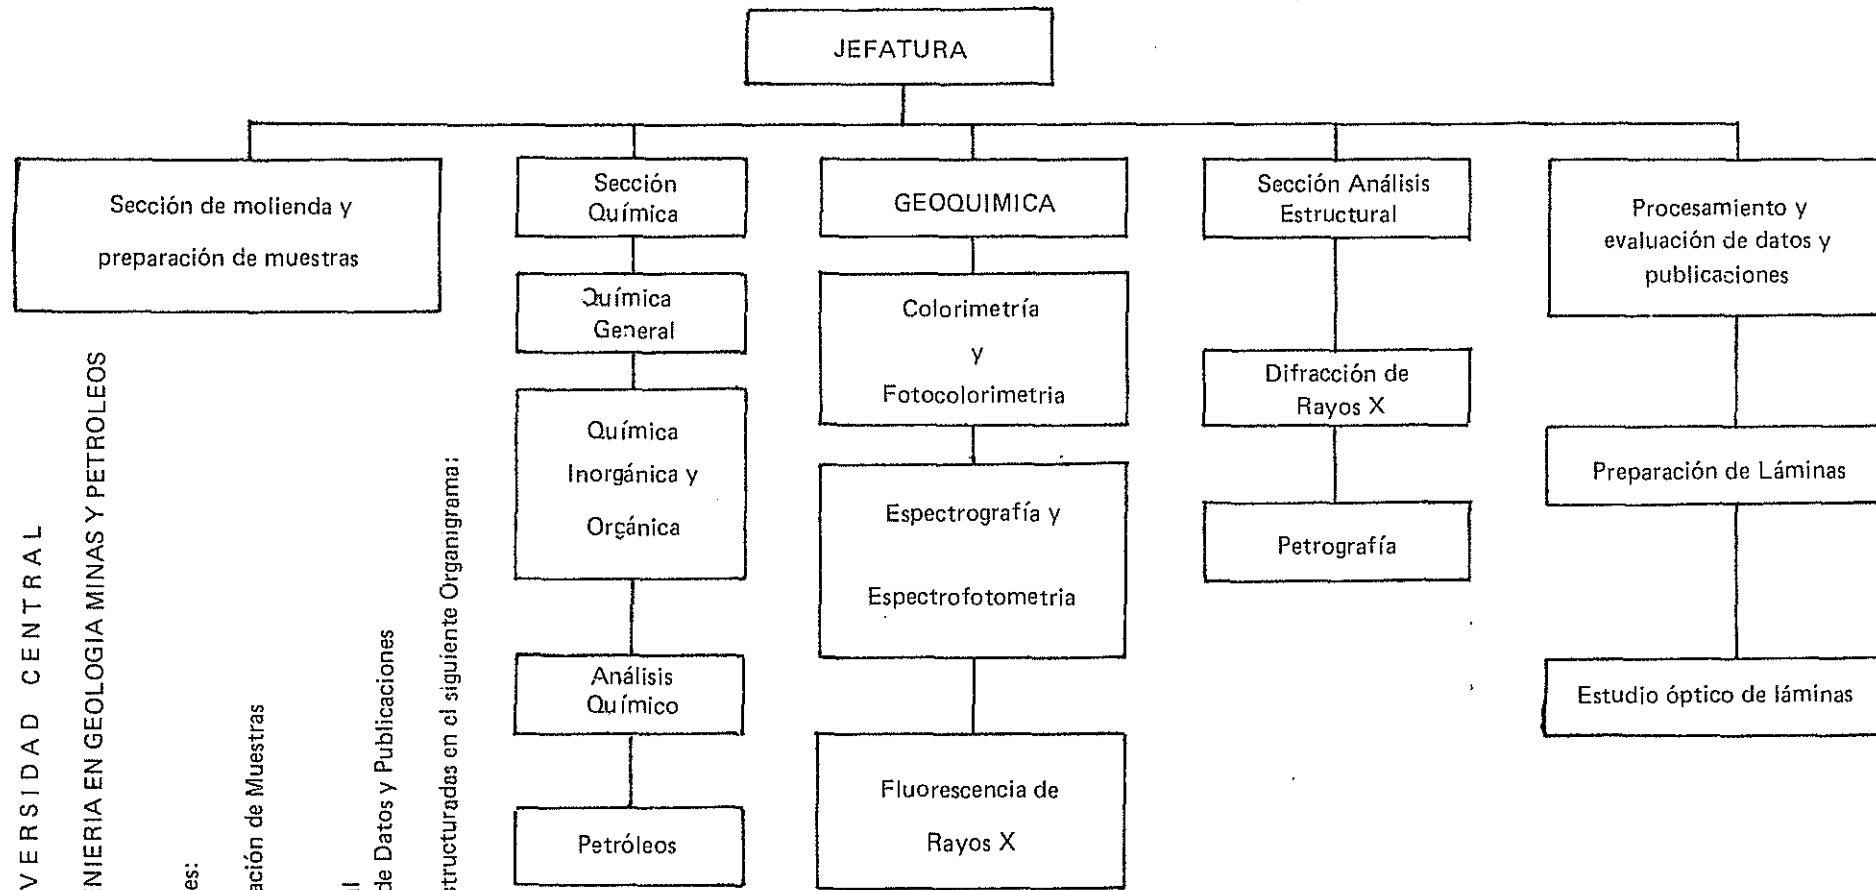 JEFATURA
Sección de molienda y
preparación de muestras
Sección
Química
Química
General
Química
Inorgánica y
Orgánica
Análisis
Químico
Petróleos
GEOQUIMICA
Colorimetría
y
Fotocolorimetria
Espectrografía y
Espectrofotometria
Fluorescencia de
Rayos X
Sección Análisis
Estructural
Difracción de
Rayos X
Petrografía
Procesamiento y
evaluación de datos y
publicaciones
Preparación de Láminas
Estudio óptico de láminas
VERSIDAD CENTRAL
NIERIA EN GEOLOGIA MINAS Y PETROLEOS
es:
ación de Muestras
de Datos y Publicaciones
structuradas en el siguiente Organigrama: